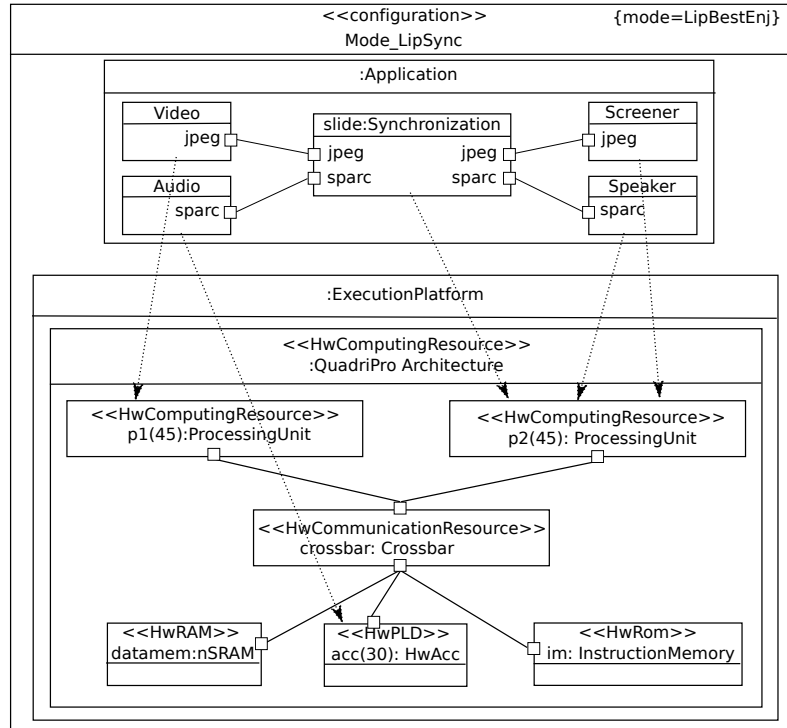 <<configuration>>
{mode=LipBestEnj}
Mode_LipSync
:Application
Video
jpeg
Audio
sparc
slide:Synchronization
jpeg
jpeg
sparc
sparc
Screener
jpeg
Speaker
sparc
:ExecutionPlatform
<<HwComputingResource>>
:QuadriPro Architecture
<<HwComputingResource>>
p1(45):ProcessingUnit
<<HwComputingResource>>
p2(45): ProcessingUnit
<<HwCommunicationResource>>
crossbar: Crossbar
<<HwRAM>>
datamem:nSRAM
<<HwPLD>>
acc(30): HwAcc
<<HwRom>>
im: InstructionMemory